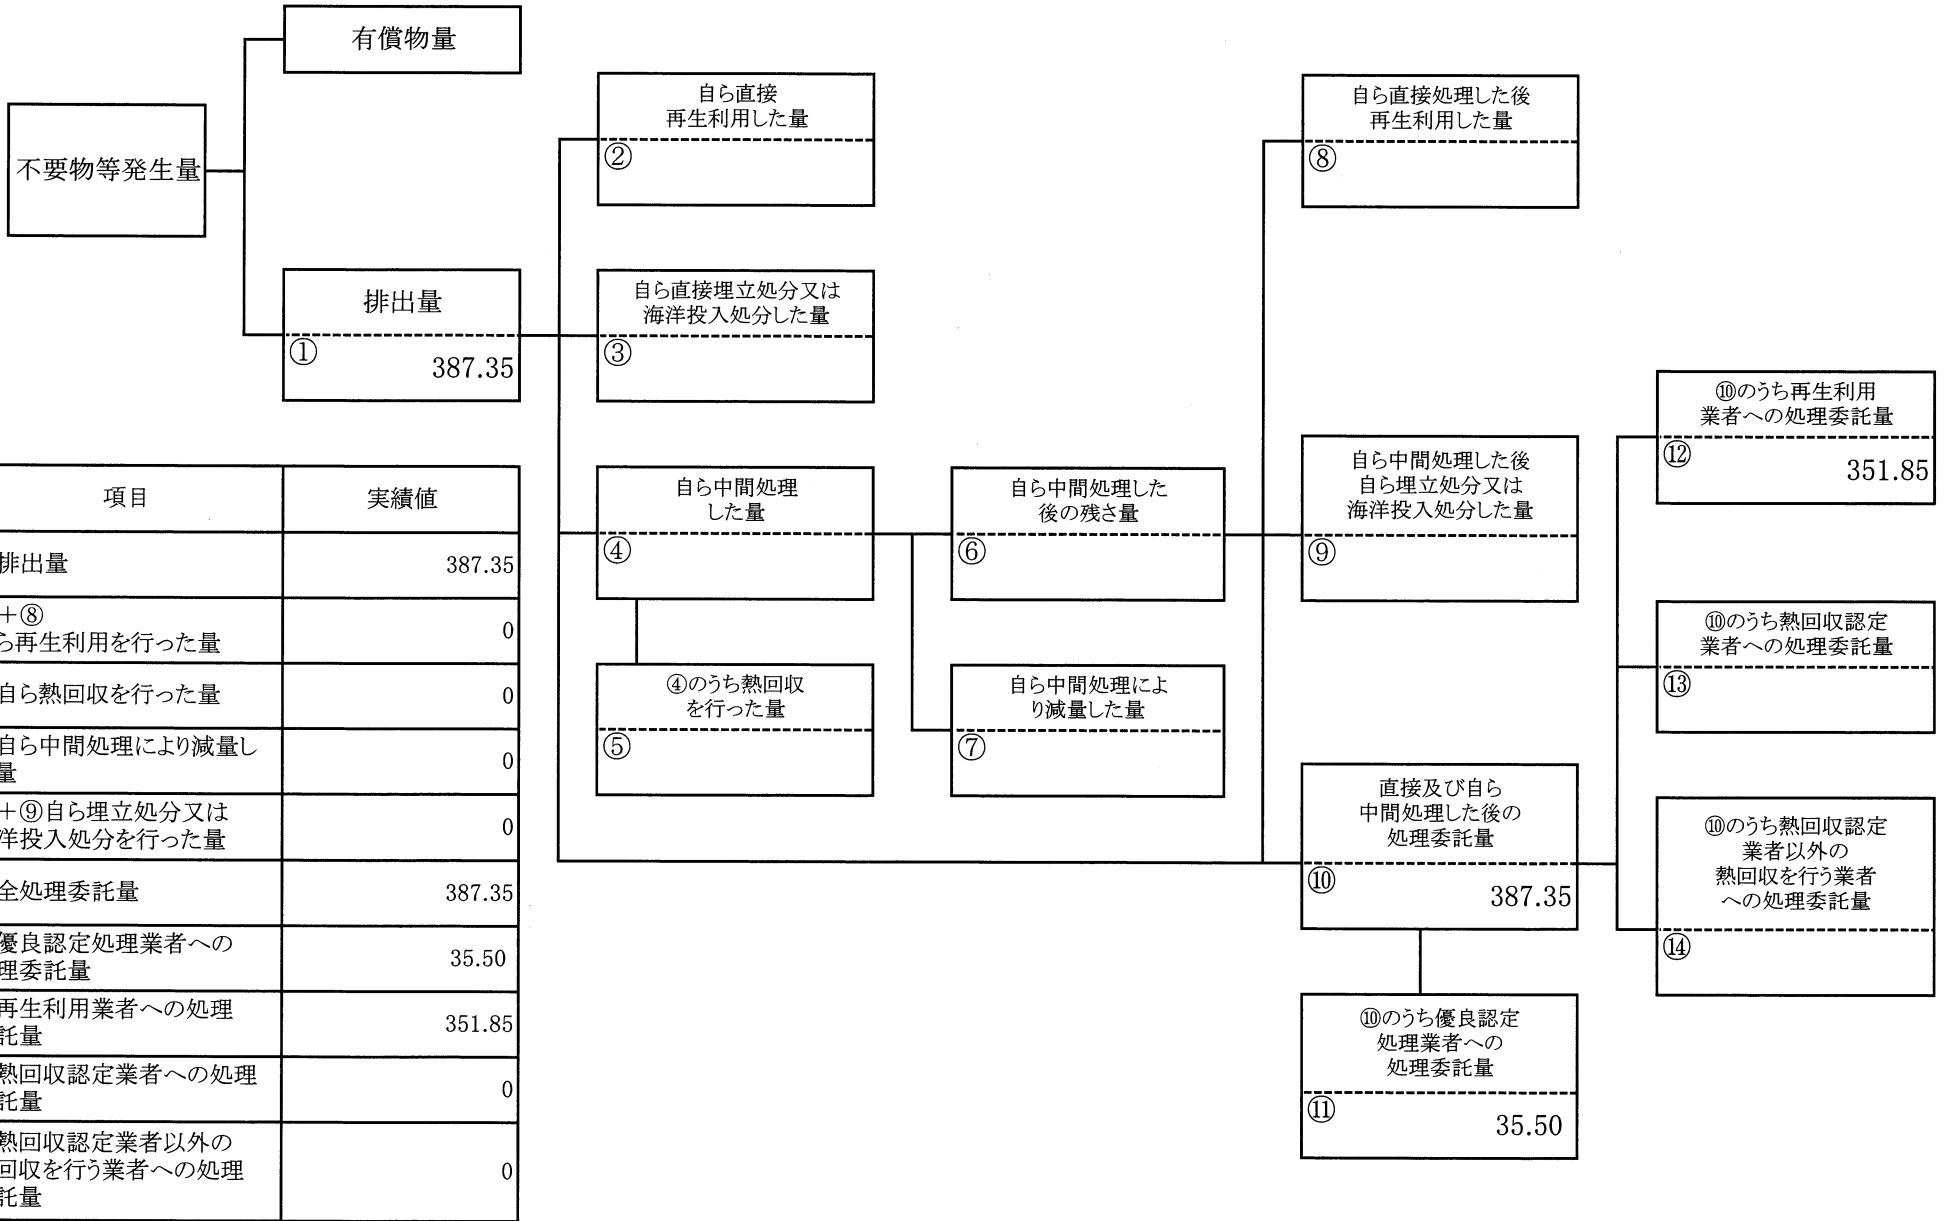 有償物量
不要物等発生量
排出量
①
387.35
自ら直接
再生利用した量
②
自ら直接埋立処分又は
海洋投入処分した量
③
自ら中間処理
した量
④
④のうち熱回収
を行った量
⑤
自ら中間処理した
後の残さ量
⑥
自ら中間処理によ
り減量した量
⑦
自ら直接処理した後
再生利用した量
⑧
自ら中間処理した後
自ら埋立処分又は
海洋投入処分した量
⑨
直接及び自ら
中間処理した後の
処理委託量
⑩
387.35
⑩のうち優良認定
処理業者への
処理委託量
⑪
35.50
⑩のうち再生利用
業者への処理委託量
⑫
351.85
⑩のうち熱回収認定
業者への処理委託量
⑬
⑩のうち熱回収認定
業者以外の
熱回収を行う業者
への処理委託量
⑭
項目 実績値
排出量 387.35
+⑧
ら再生利用を行った量 0
自ら熱回収を行った量 0
自ら中間処理により減量し
量 0
+⑨自ら埋立処分又は
洋投入処分を行った量 0
全処理委託量 387.35
優良認定処理業者への
理委託量 35.50
再生利用業者への処理
託量 351.85
熱回収認定業者への処理
託量 0
熱回収認定業者以外の
回収を行う業者への処理
託量 0